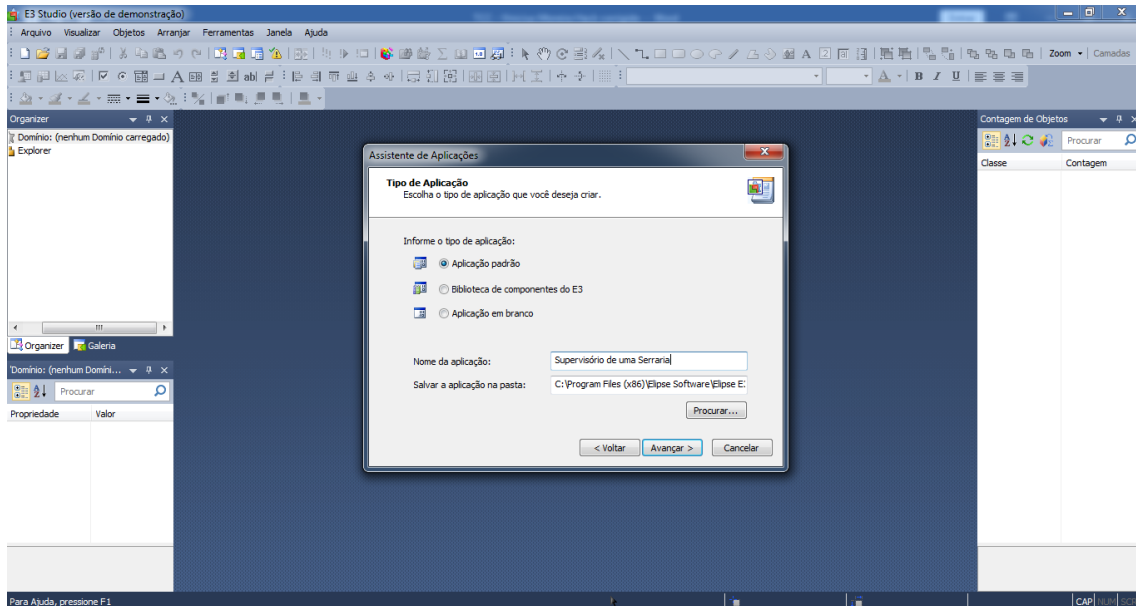 E3 Studio (versão de demonstração)
Arquivo Visualizar Objetos Arranjar Ferramentas Janela Ajuda
Zoom Camadas
A B I U
Organizer
Domínio: (nenhum Domínio carregado)
Explorer
Organizer Galeria
'Domínio: (nenhum Domíni...
Procurar
Propriedade Valor
Assistente de Aplicações
Tipo de Aplicação
Escolha o tipo de aplicação que você deseja criar.
Informe o tipo de aplicação:
Aplicação padrão
Biblioteca de componentes do E3
Aplicação em branco
Nome da aplicação: Supervisório de uma Serraria
Salvar a aplicação na pasta: C:\Program Files (x86)\Elipse Software\Elipse E:
Procurar...
< Voltar Avançar > Cancelar
Contagem de Objetos
Procurar
Classe Contagem
Para Ajuda, pressione F1
CAP NUM SCR